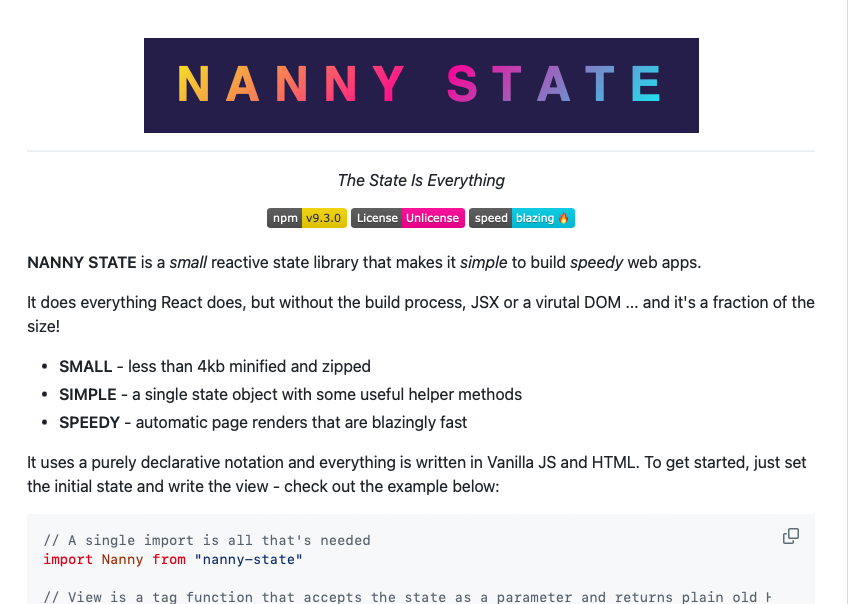 NANNY STATE
The State Is Everything
npm v9.3.0 License Unlicense speed blazing 🔥
NANNY STATE is a small reactive state library that makes it simple to build speedy web apps.
It does everything React does, but without the build process, JSX or a virutal DOM ... and it's a fraction of the
size!
• SMALL - less than 4kb minified and zipped
• SIMPLE - a single state object with some useful helper methods
• SPEEDY - automatic page renders that are blazingly fast
It uses a purely declarative notation and everything is written in Vanilla JS and HTML. To get started, just set
the initial state and write the view - check out the example below:
// A single import is all that's needed
import Nanny from "nanny-state"
// View is a tag function that accepts the state as a parameter and returns plain old